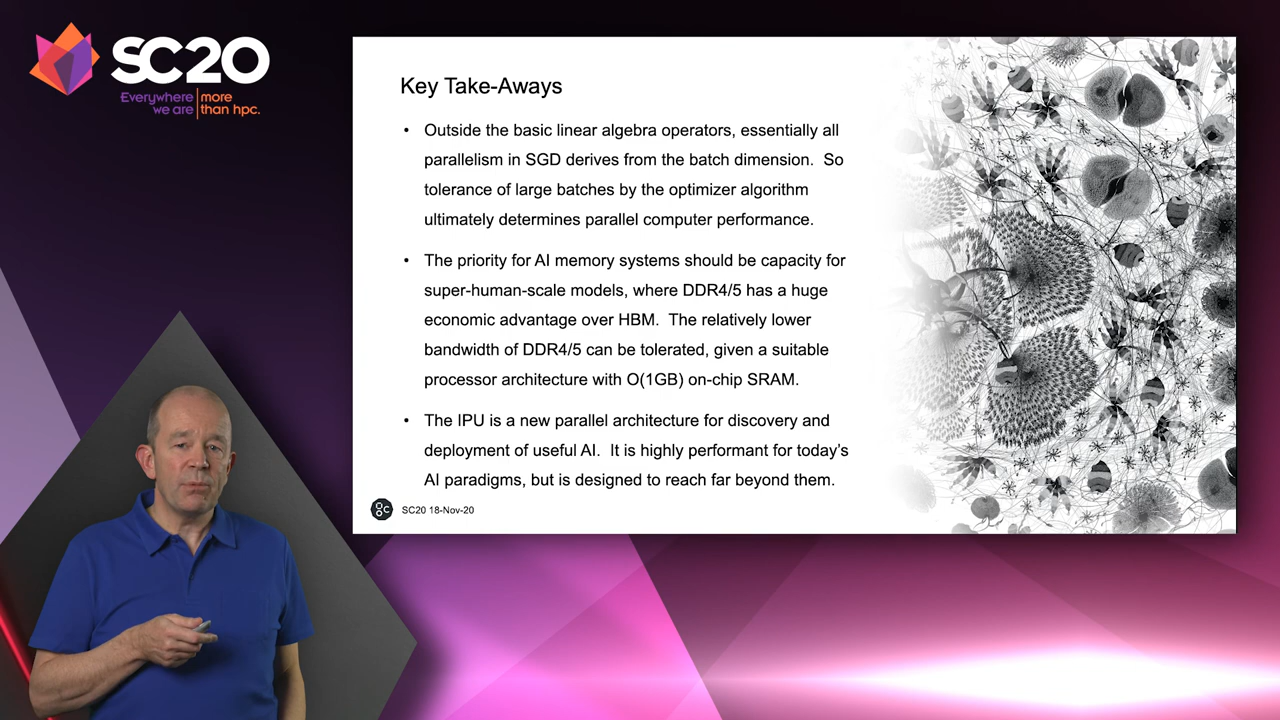 SC20
Everywhere more
we are than hpc.
Key Take-Aways
• Outside the basic linear algebra operators, essentially all
parallelism in SGD derives from the batch dimension. So
tolerance of large batches by the optimizer algorithm
ultimately determines parallel computer performance.
• The priority for AI memory systems should be capacity for
super-human-scale models, where DDR4/5 has a huge
economic advantage over HBM. The relatively lower
bandwidth of DDR4/5 can be tolerated, given a suitable
processor architecture with O(1GB) on-chip SRAM.
• The IPU is a new parallel architecture for discovery and
deployment of useful AI. It is highly performant for today's
AI paradigms, but is designed to reach far beyond them.
SC20 18-Nov-20